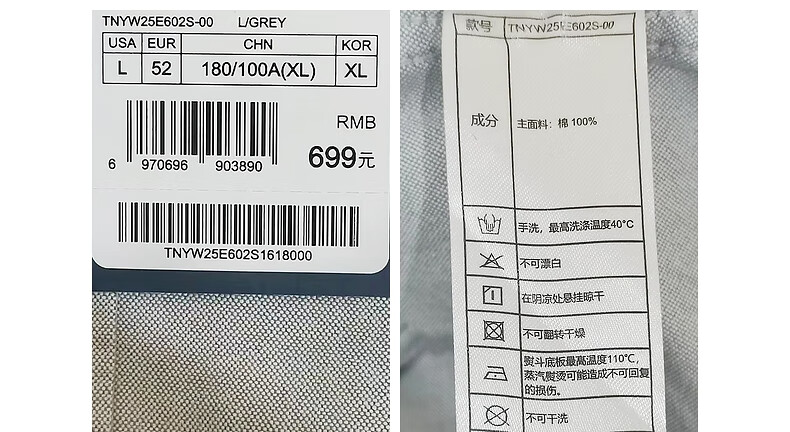 TNYW25E602S-00 L/GREY
USA EUR CHN KOR
L 52 180/100A(XL) XL
RMB
699元
6 970696 903890
TNYW25E602S1618000
款号 TNYW25E602S-00
成分 主面料：棉 100%
手洗，最高洗涤温度40°C
不可漂白
在阴凉处悬挂晾干
不可翻转干燥
熨斗底板最高温度110°C，
蒸汽熨烫可能造成不可回复
的损伤。
不可干洗